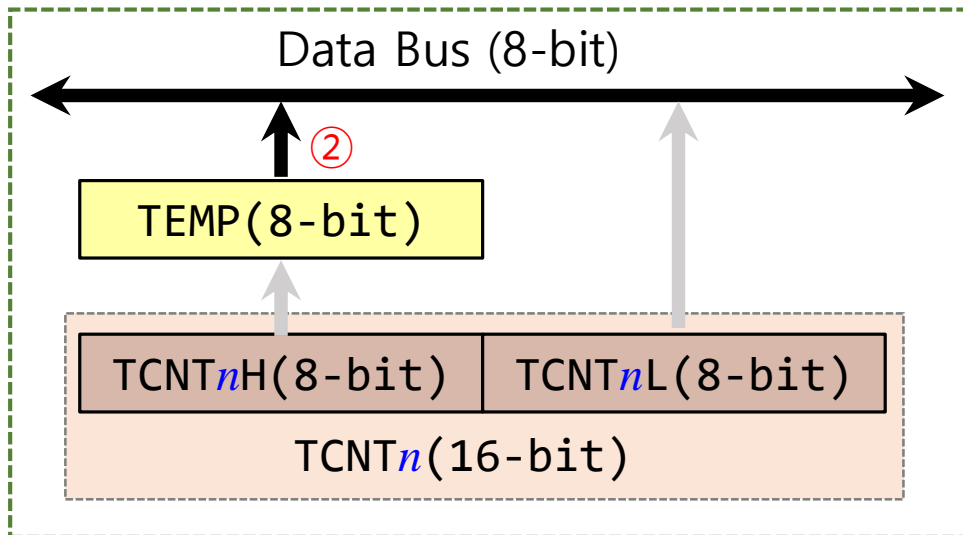 Data Bus (8-bit)
②
TEMP(8-bit)
TCNTnH(8-bit) TCNTnL(8-bit)
TCNTn(16-bit)